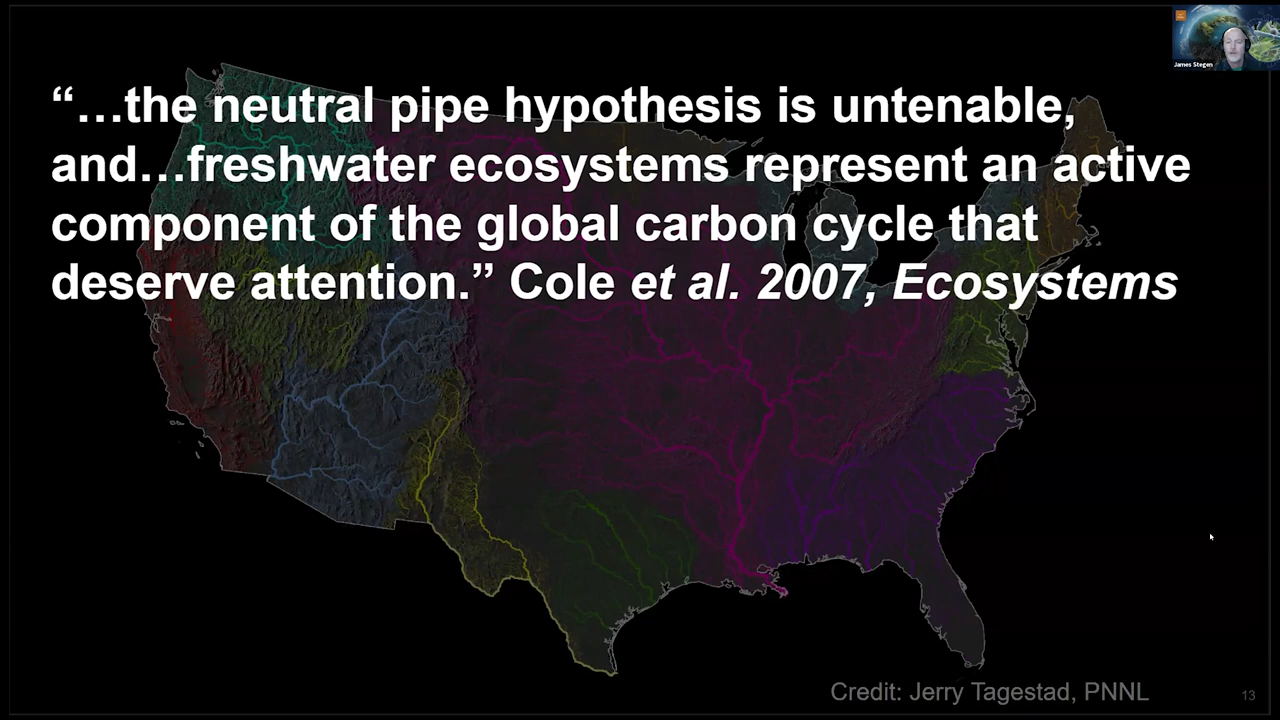 James Stegen
“…the neutral pipe hypothesis is untenable,
and…freshwater ecosystems represent an active
component of the global carbon cycle that
deserve attention.” Cole et al. 2007, Ecosystems
Credit: Jerry Tagestad, PNNL
13